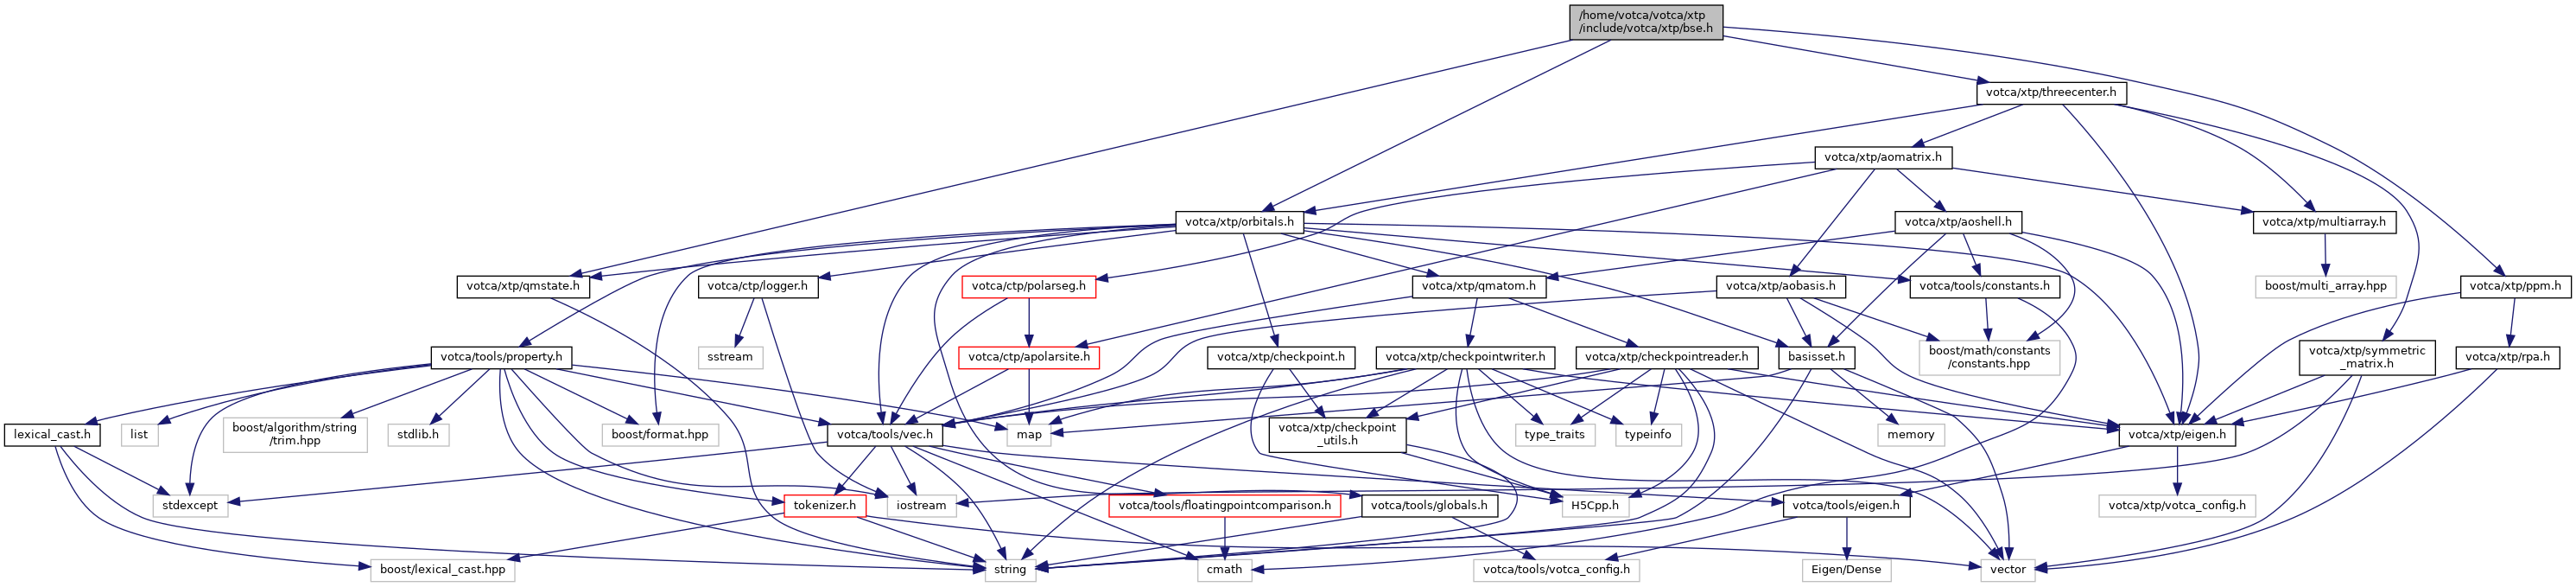 /home/votca/votca/xtp
/include/votca/xtp/bse.h
votca/xtp/threecenter.h
votca/xtp/aomatrix.h
votca/xtp/orbitals.h
votca/xtp/aoshell.h
votca/xtp/multiarray.h
votca/xtp/qmstate.h
votca/ctp/logger.h
votca/ctp/polarseg.h
votca/xtp/qmatom.h
votca/xtp/aobasis.h
votca/tools/constants.h
boost/multi_array.hpp
votca/xtp/ppm.h
votca/tools/property.h
sstream
votca/ctp/apolarsite.h
votca/xtp/checkpoint.h
votca/xtp/checkpointwriter.h
votca/xtp/checkpointreader.h
basisset.h
boost/math/constants
/constants.hpp
votca/xtp/symmetric
_matrix.h
votca/xtp/rpa.h
lexical_cast.h
list
boost/algorithm/string
/trim.hpp
stdlib.h
boost/format.hpp
votca/tools/vec.h
map
votca/xtp/checkpoint
_utils.h
type_traits
typeinfo
memory
votca/xtp/eigen.h
stdexcept
tokenizer.h
iostream
votca/tools/floatingpointcomparison.h
votca/tools/globals.h
H5Cpp.h
votca/tools/eigen.h
votca/xtp/votca_config.h
boost/lexical_cast.hpp
string
cmath
votca/tools/votca_config.h
Eigen/Dense
vector